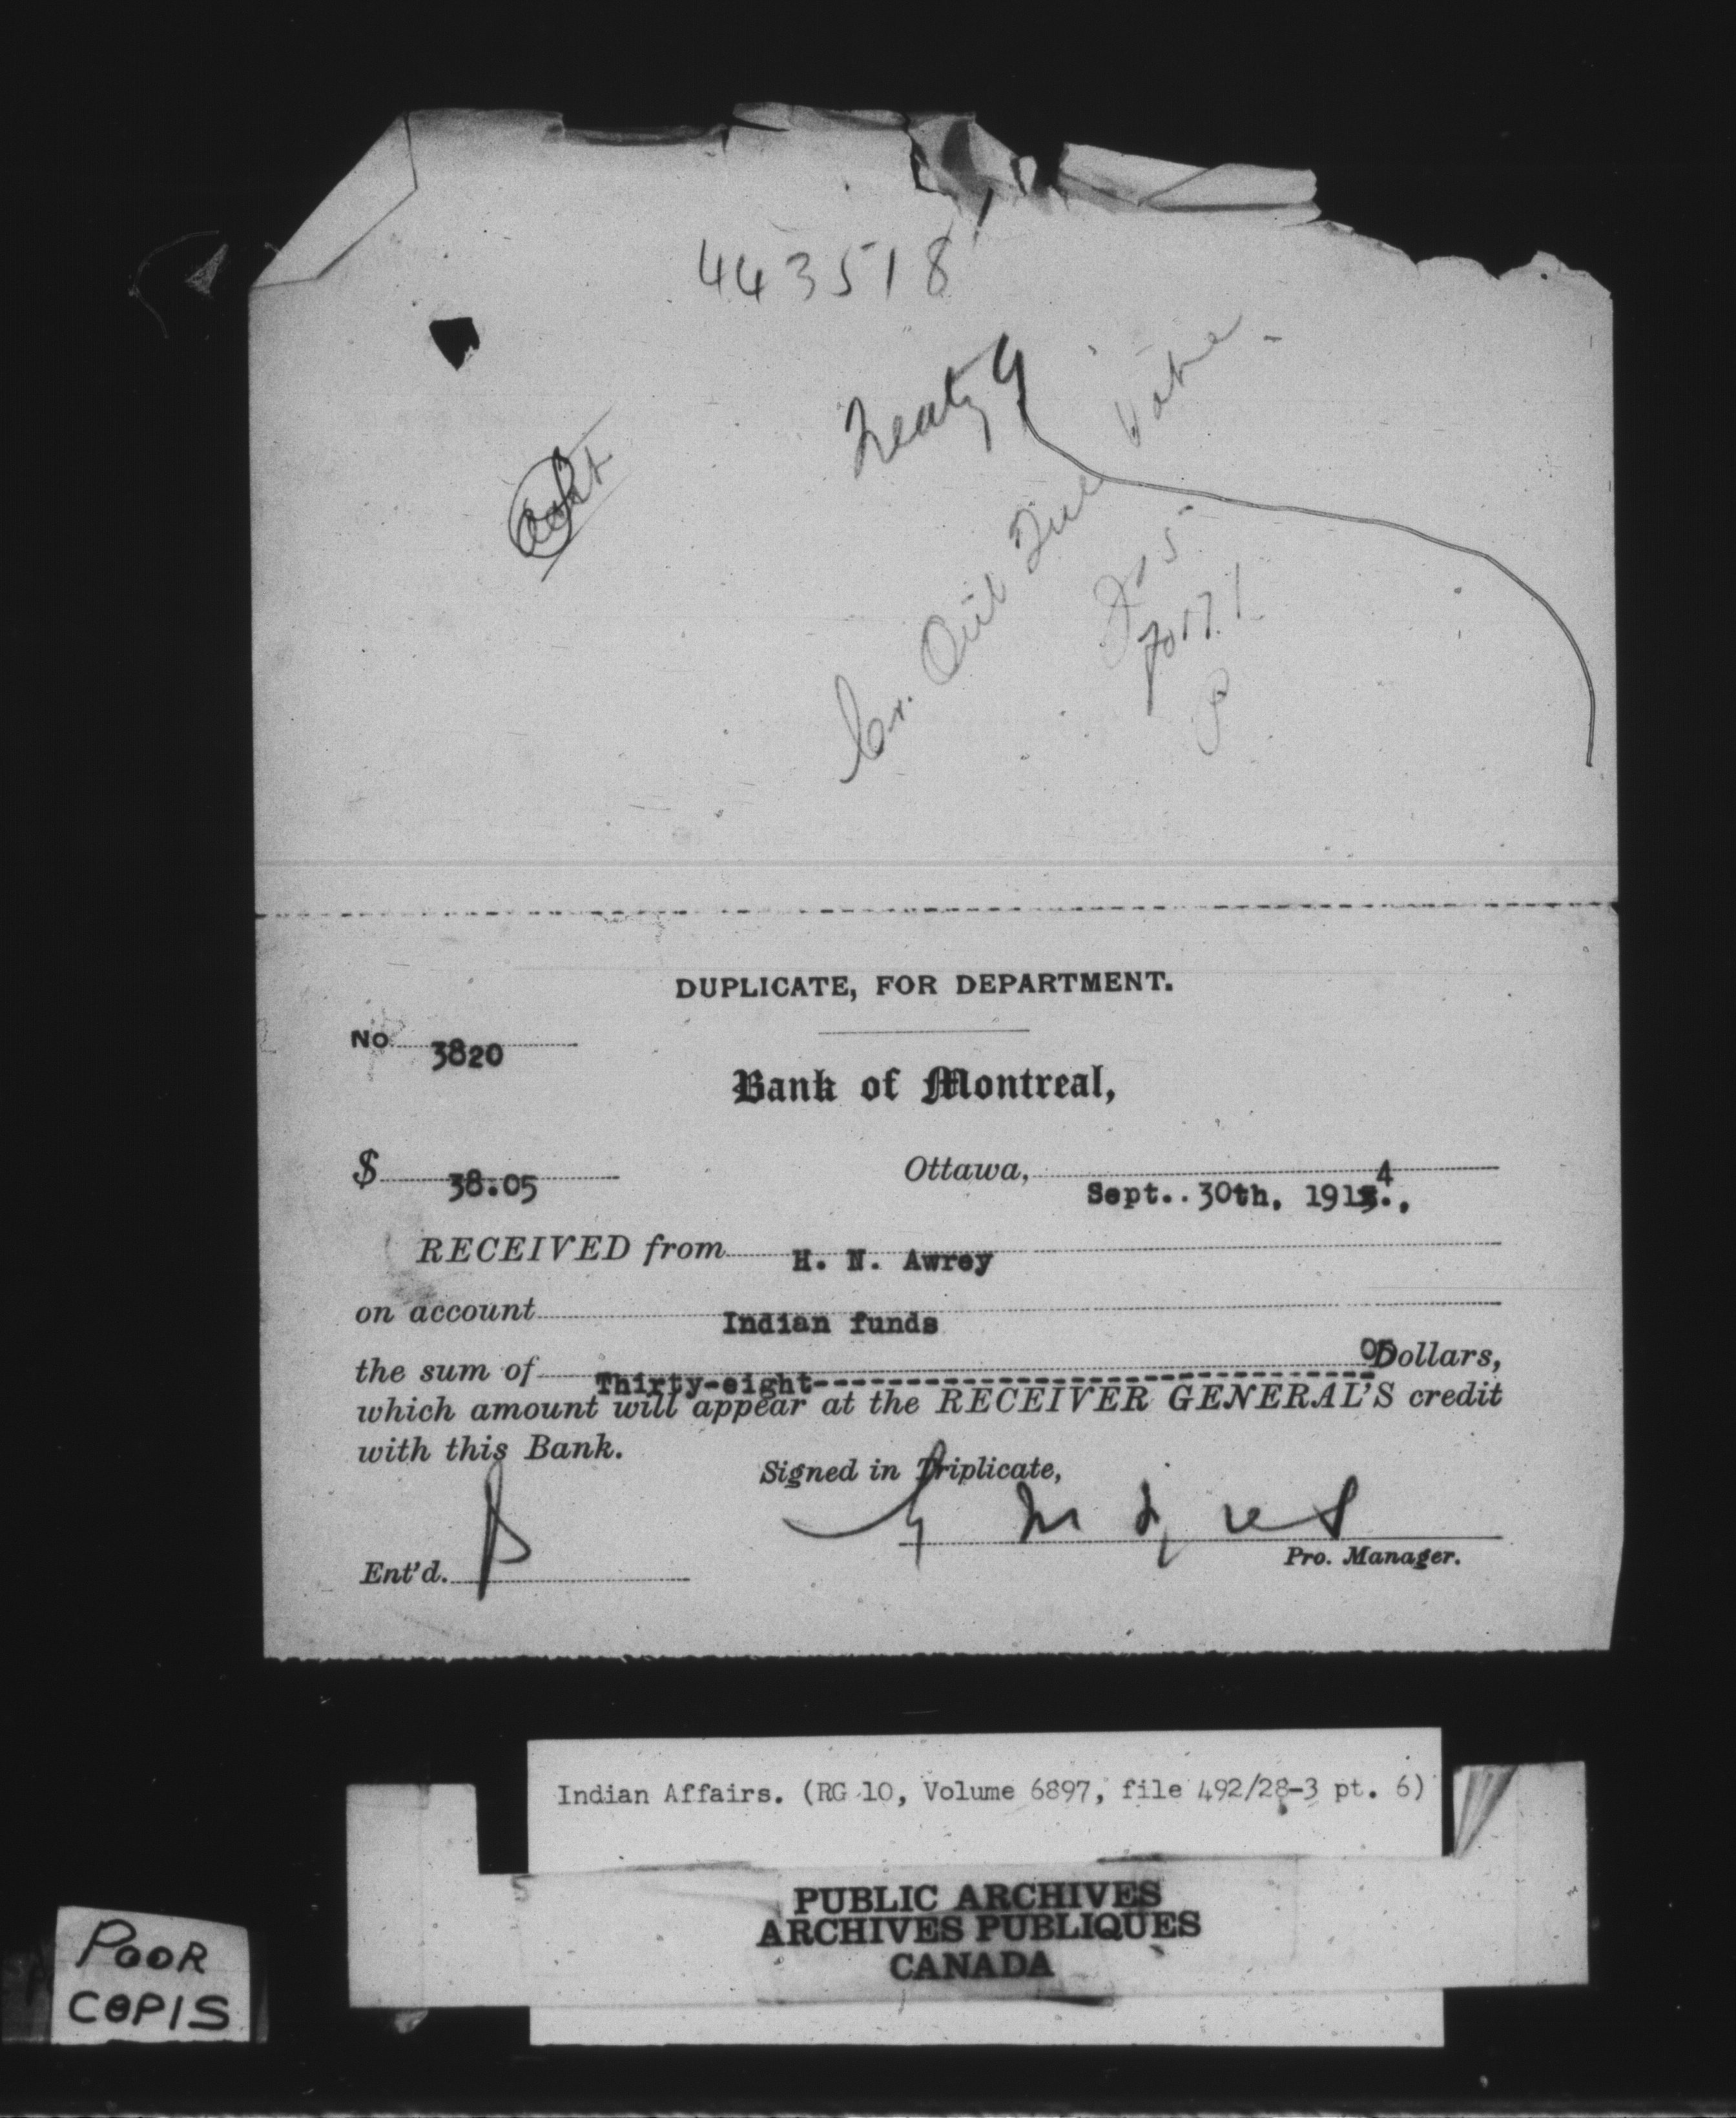 443518
Treaty 9
Acct
Cr. Ont
DUPLICATE, FOR DEPARTMENT.
No 3820
Bank of Montreal,
$ 38.05 Ottawa, Sept.. 30th, 1914.,
RECEIVED from H. N. Awrey
on account Indian funds
the sum of Thirty-eight---------------------------- 05 Dollars,
which amount will appear at the RECEIVER GENERAL'S credit
with this Bank.
Signed in Triplicate,
Ent'd.
Pro. Manager.
Indian Affairs. (RG 10, Volume 6897, file 492/28-3 pt. 6)
PUBLIC ARCHIVES
ARCHIVES PUBLIQUES
CANADA
POOR
COPIS